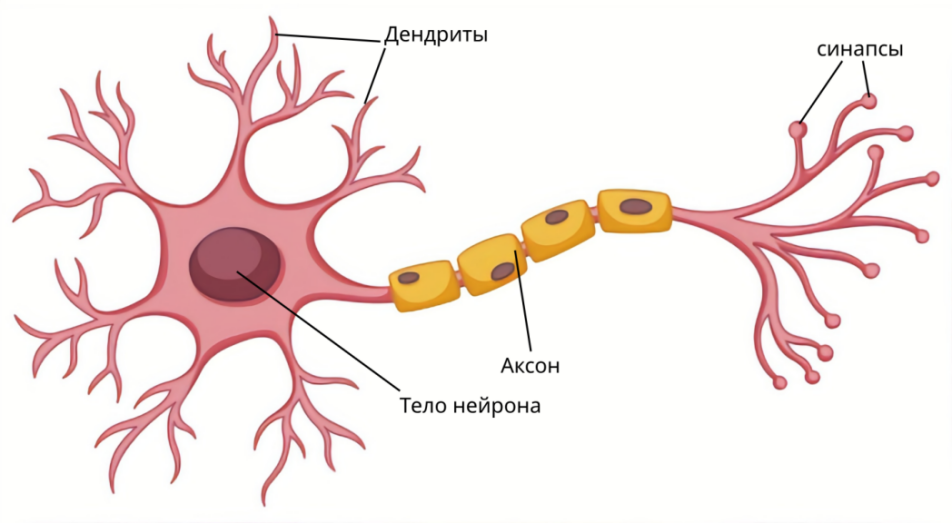 Дендриты
синапсы
Аксон
Тело нейрона